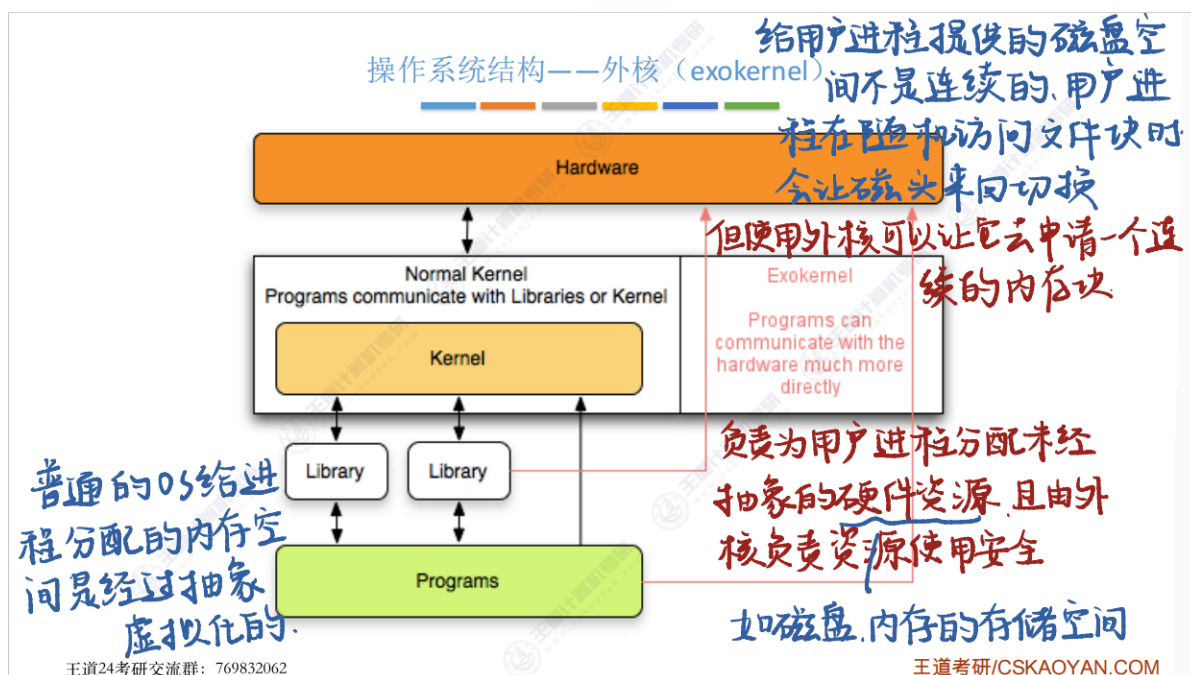 操作系统结构——外核（exokernel）
给用户进程提供的磁盘空
间不是连续的、用户进
程在随机访问文件块时
会让磁头来回切损
Hardware
但使用外核可以让它去申请一个连
续的内存块
Normal Kernel
Programs communicate with Libraries or Kernel
Kernel
Exokernel
Programs can
communicate with the
hardware much more
directly
Library
Library
负责为用户进程分配未经
抽象的硬件资源、且由外
核负责资源使用安全
如磁盘、内存的存储空间
普通的OS给进
程分配的内存空
间是经过抽象
虚拟化的、
Programs
王道24考研交流群：769832062
王道考研/CSKAOYAN.COM